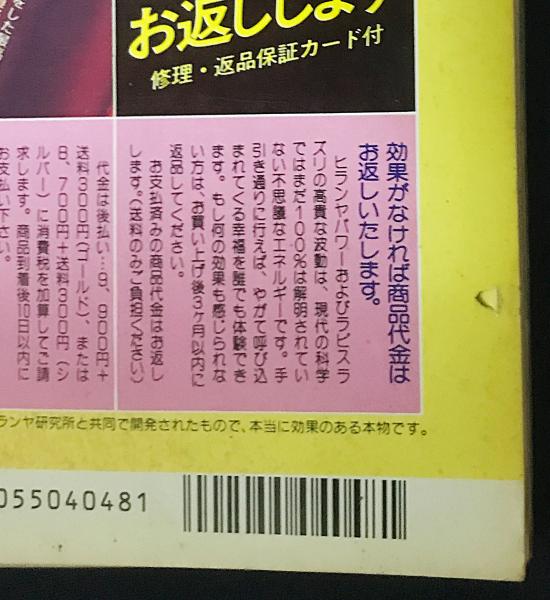 お返しします
修理・返品保証カード付
効果がなければ商品代金は
お返しいたします。
ヒランヤパワーおよびラピスラ
ズリの高貴な波動は、現代の科学
ではまだ100%は解明されてい
ない不思議なエネルギーです。手
引き通りに行えば、やがて呼び込
まれてくる幸福を誰でも体験でき
ます。もし何の効果も感じられな
い方は、お買い上げ後3ヶ月以内に
返品してください。
お支払済みの商品代金はお返し
します。(送料のみご負担ください)
代金は後払い…9、900円+
送料300円(ゴールド)、または
8、700円+送料300円(シ
ルバー)に消費税を加算してご請
求します。商品到着後10日以内に
お支払い下さい。
ランヤ研究所と共同で開発されたもので、本当に効果のある本物です。
055040481